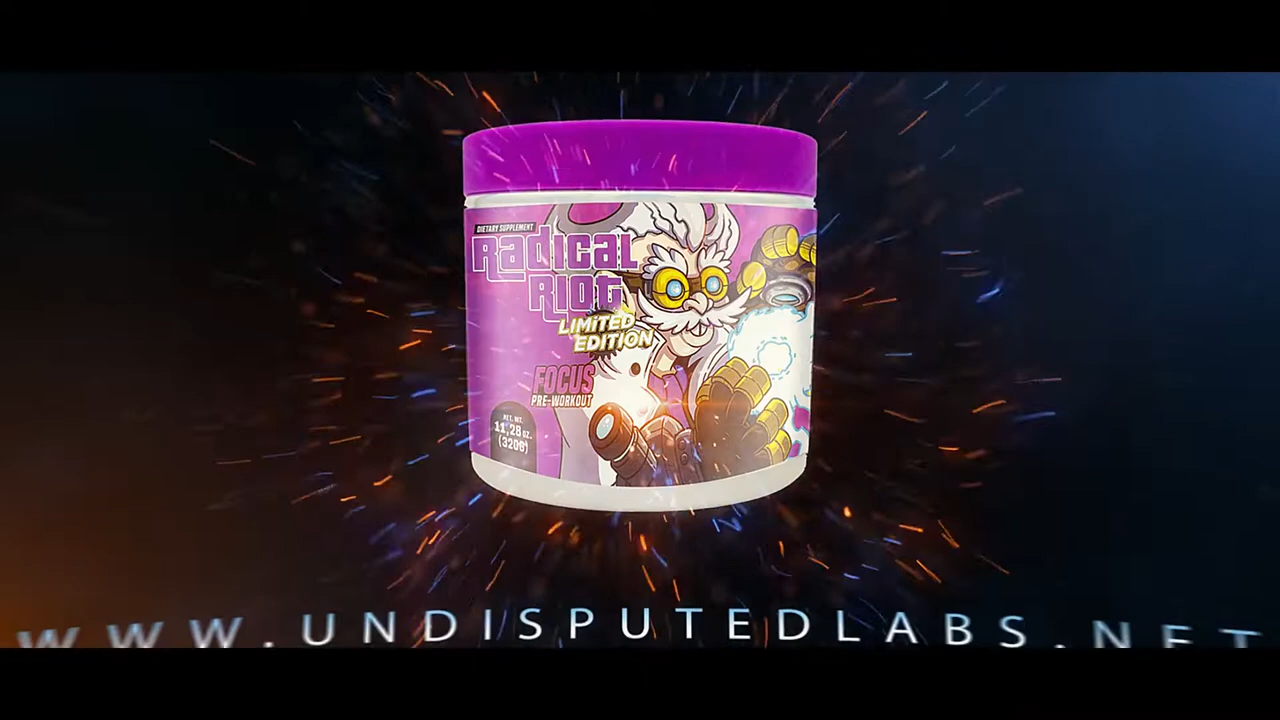 DIETARY SUPPLEMENT
Radical
Riot
LIMITED
EDITION
FOCUS
PRE-WORKOUT
NET. WT.
11,28 oz.
(320G)
WWW.UNDISPUTEDLABS.NET